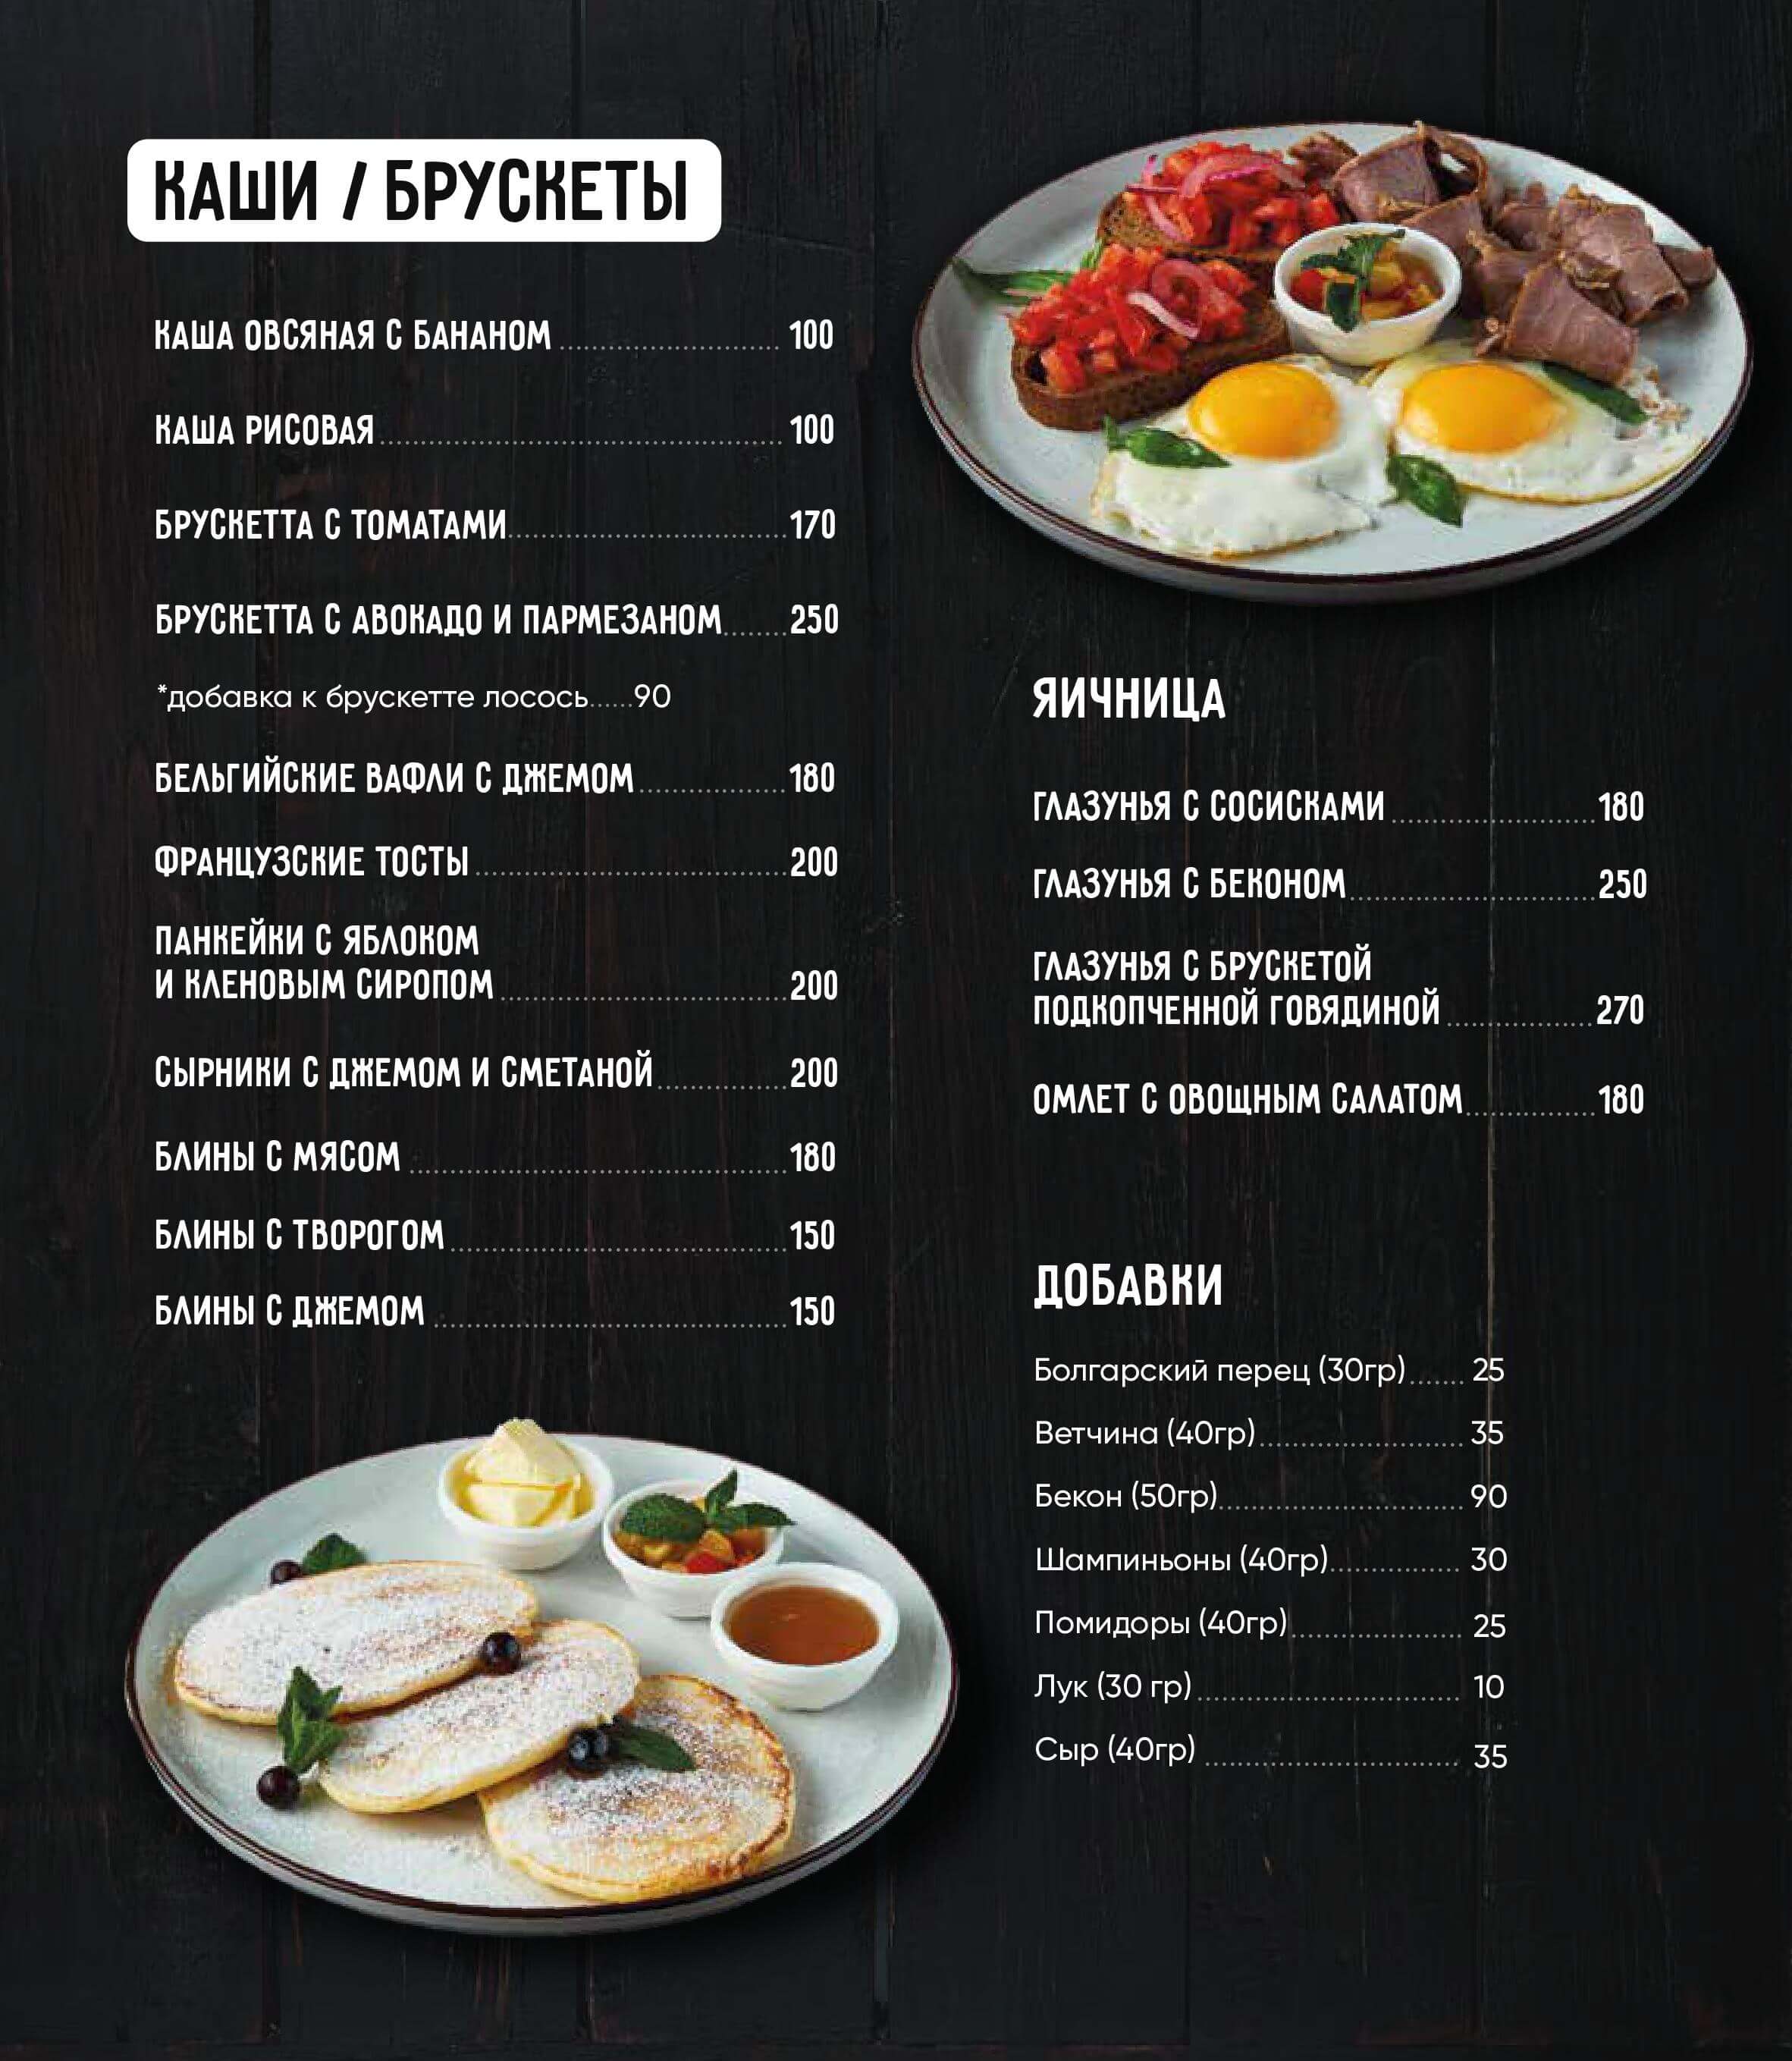 КАШИ / БРУСКЕТЫ
КАША ОВСЯНАЯ С БАНАНОМ 100
КАША РИСОВАЯ 100
БРУСКЕТТА С ТОМАТАМИ 170
БРУСКЕТТА С АВОКАДО И ПАРМЕЗАНОМ 250
*добавка к брускетте лосось 90
БЕЛЬГИЙСКИЕ ВАФЛИ С ДЖЕМОМ 180
ФРАНЦУЗСКИЕ ТОСТЫ 200
ПАНКЕЙКИ С ЯБЛОКОМ
И КЛЕНОВЫМ СИРОПОМ 200
СЫРНИКИ С ДЖЕМОМ И СМЕТАНОЙ 200
БЛИНЫ С МЯСОМ 180
БЛИНЫ С ТВОРОГОМ 150
БЛИНЫ С ДЖЕМОМ 150
ЯИЧНИЦА
ГЛАЗУНЬЯ С СОСИСКАМИ 180
ГЛАЗУНЬЯ С БЕКОНОМ 250
ГЛАЗУНЬЯ С БРУСКЕТОЙ
ПОДКОПЧЕННОЙ ГОВЯДИНОЙ 270
ОМЛЕТ С ОВОЩНЫМ САЛАТОМ 180
ДОБАВКИ
Болгарский перец (30гр) 25
Ветчина (40гр) 35
Бекон (50гр) 90
Шампиньоны (40гр) 30
Помидоры (40гр) 25
Лук (30 гр) 10
Сыр (40гр) 35